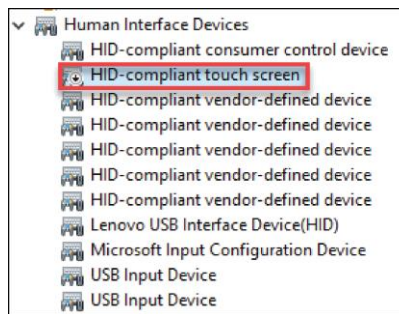 Human Interface Devices
HID-compliant consumer control device
HID-compliant touch screen
HID-compliant vendor-defined device
HID-compliant vendor-defined device
HID-compliant vendor-defined device
HID-compliant vendor-defined device
HID-compliant vendor-defined device
Lenovo USB Interface Device(HID)
Microsoft Input Configuration Device
USB Input Device
USB Input Device